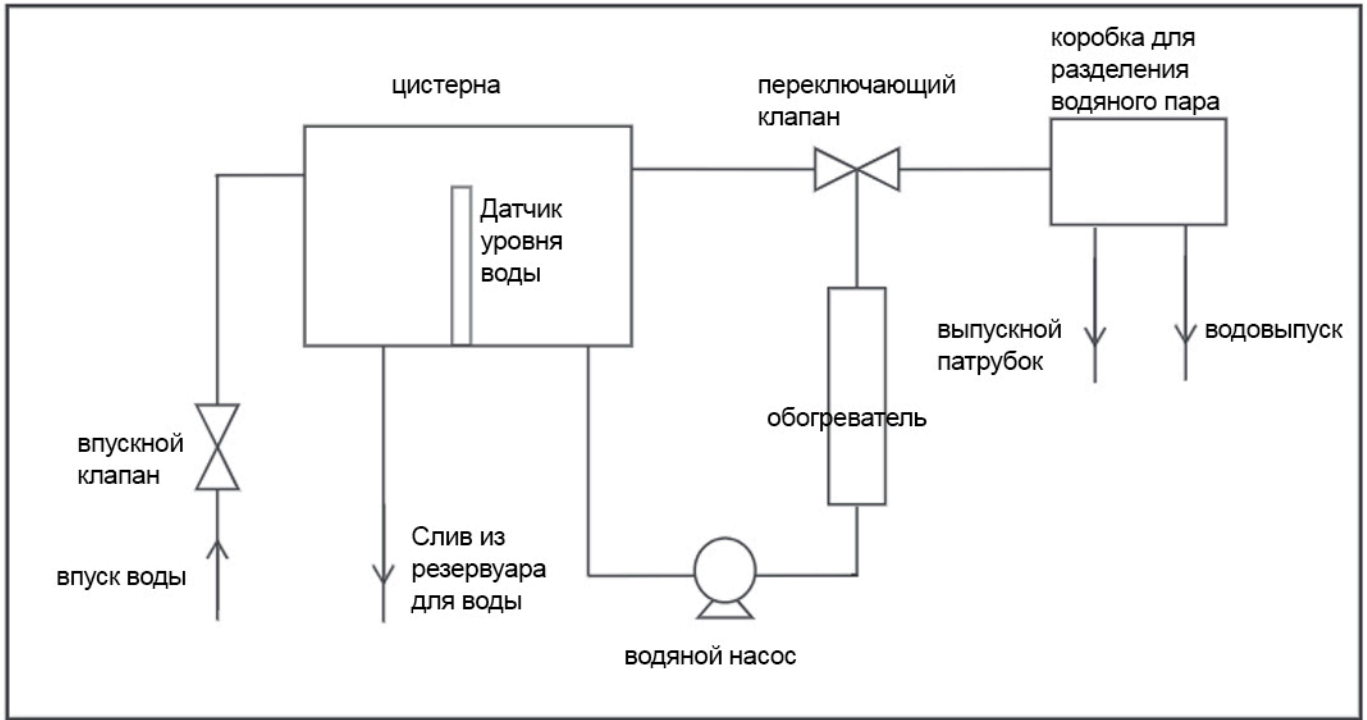 коробка для
разделения
водяного пара
цистерна
переключающий
клапан
Датчик
уровня
воды
выпускной
патрубок
водовыпуск
обогреватель
впускной
клапан
Слив из
резервуара
для воды
впуск воды
водяной насос